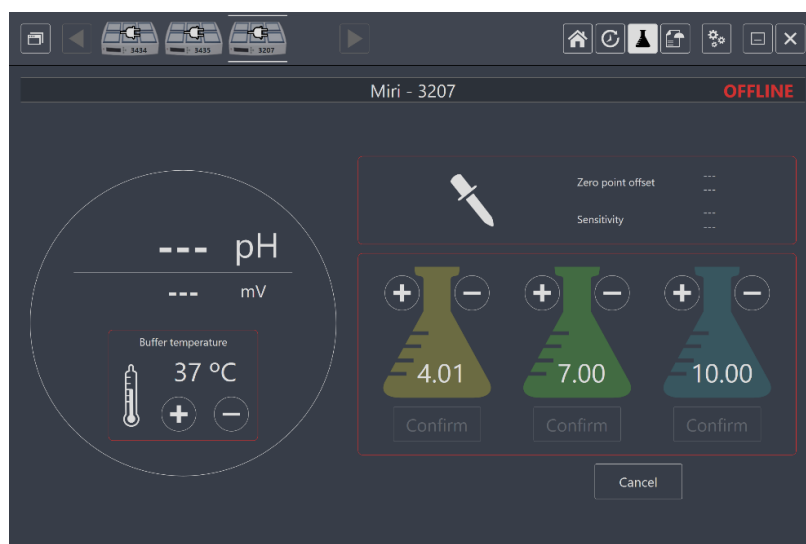 3434 3435 3207
Miri - 3207 OFFLINE
Zero point offset ---
---
Sensitivity ---
---
--- pH
--- mV
Buffer temperature
37 ºC
4.01 7.00 10.00
Confirm Confirm Confirm
Cancel